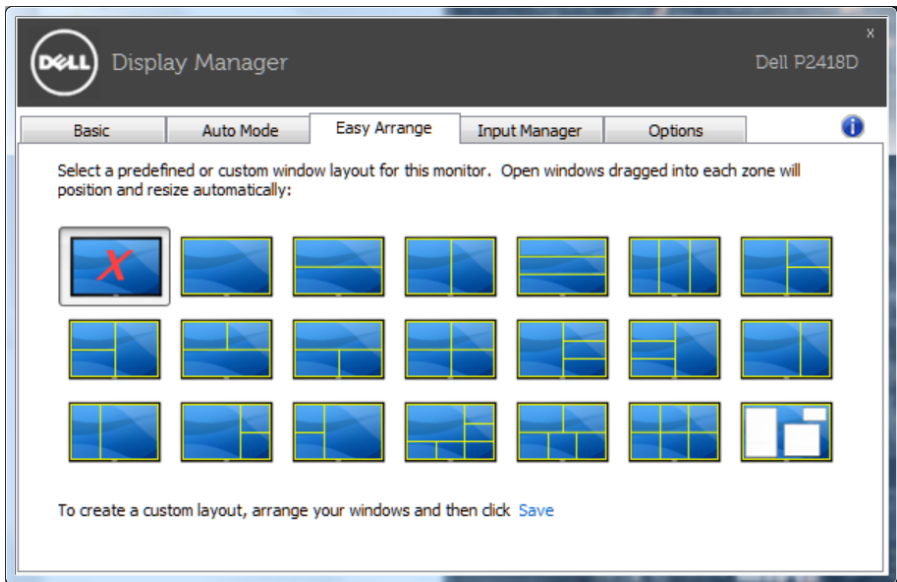 DELL Display Manager
x
Dell P2418D
Basic Auto Mode Easy Arrange Input Manager Options i
Select a predefined or custom window layout for this monitor. Open windows dragged into each zone will
position and resize automatically:
X
To create a custom layout, arrange your windows and then click Save